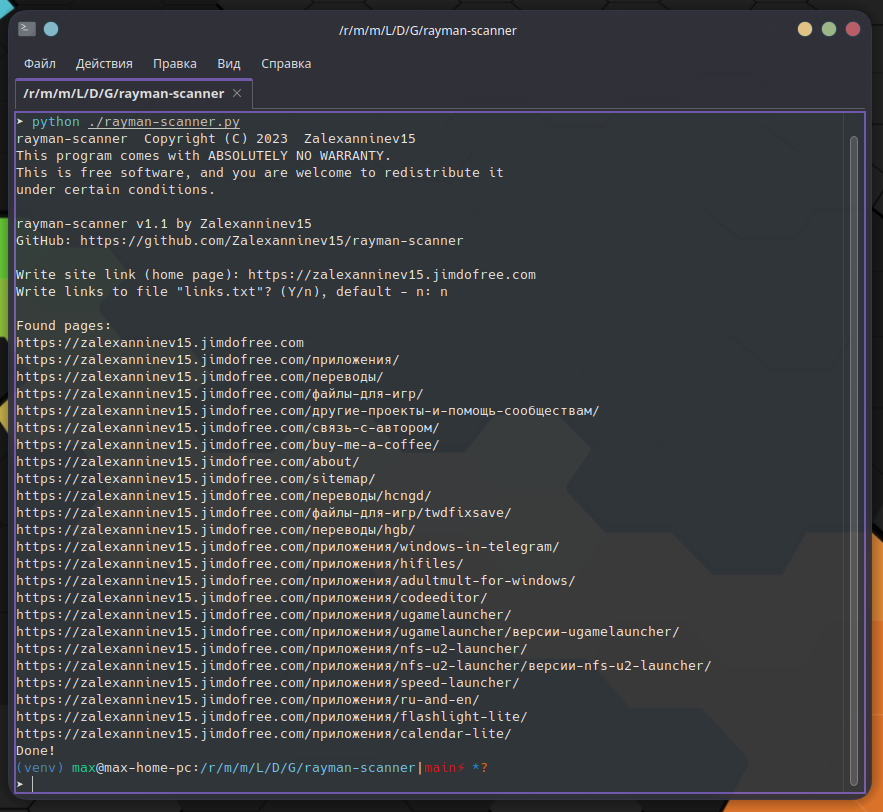 /r/m/m/L/D/G/rayman-scanner
Файл Действия Правка Вид Справка
/r/m/m/L/D/G/rayman-scanner
➤ python ./rayman-scanner.py
rayman-scanner  Copyright (C) 2023  Zalexanninev15
This program comes with ABSOLUTELY NO WARRANTY.
This is free software, and you are welcome to redistribute it
under certain conditions.
rayman-scanner v1.1 by Zalexanninev15
GitHub: https://github.com/Zalexanninev15/rayman-scanner
Write site link (home page): https://zalexanninev15.jimdofree.com
Write links to file "links.txt"? (Y/n), default - n: n
Found pages:
https://zalexanninev15.jimdofree.com
https://zalexanninev15.jimdofree.com/приложения/
https://zalexanninev15.jimdofree.com/переводы/
https://zalexanninev15.jimdofree.com/файлы-для-игр/
https://zalexanninev15.jimdofree.com/другие-проекты-и-помощь-сообществам/
https://zalexanninev15.jimdofree.com/связь-с-автором/
https://zalexanninev15.jimdofree.com/buy-me-a-coffee/
https://zalexanninev15.jimdofree.com/about/
https://zalexanninev15.jimdofree.com/sitemap/
https://zalexanninev15.jimdofree.com/переводы/hcngd/
https://zalexanninev15.jimdofree.com/файлы-для-игр/twdfixsave/
https://zalexanninev15.jimdofree.com/переводы/hgb/
https://zalexanninev15.jimdofree.com/приложения/windows-in-telegram/
https://zalexanninev15.jimdofree.com/приложения/hifiles/
https://zalexanninev15.jimdofree.com/приложения/adultmult-for-windows/
https://zalexanninev15.jimdofree.com/приложения/codeeditor/
https://zalexanninev15.jimdofree.com/приложения/ugamelauncher/
https://zalexanninev15.jimdofree.com/приложения/ugamelauncher/версии-ugamelauncher/
https://zalexanninev15.jimdofree.com/приложения/nfs-u2-launcher/
https://zalexanninev15.jimdofree.com/приложения/nfs-u2-launcher/версии-nfs-u2-launcher/
https://zalexanninev15.jimdofree.com/приложения/speed-launcher/
https://zalexanninev15.jimdofree.com/приложения/ru-and-en/
https://zalexanninev15.jimdofree.com/приложения/flashlight-lite/
https://zalexanninev15.jimdofree.com/приложения/calendar-lite/
Done!
(venv) max@max-home-pc:/r/m/m/L/D/G/rayman-scanner|main⚡ *?
➤